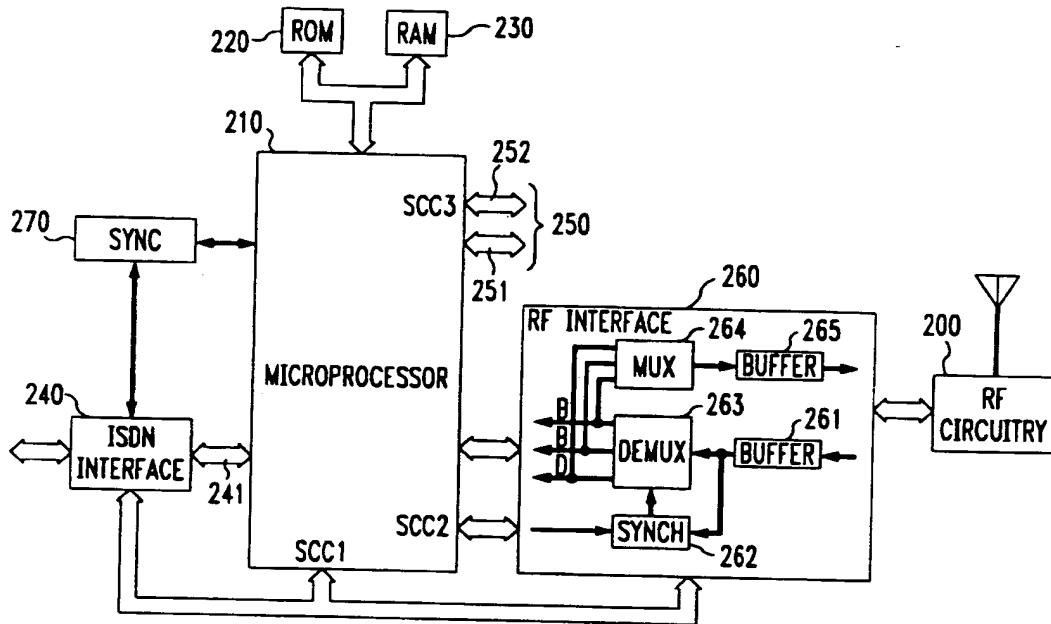 220
ROM
RAM
230
210
252
SCC3
250
251
270
SYNC
260
RF INTERFACE
264
265
MUX
BUFFER
200
MICROPROCESSOR
240
ISDN
INTERFACE
241
B
B
D
263
DEMUX
261
BUFFER
RF
CIRCUITRY
SCC2
SYNCH
262
SCC1